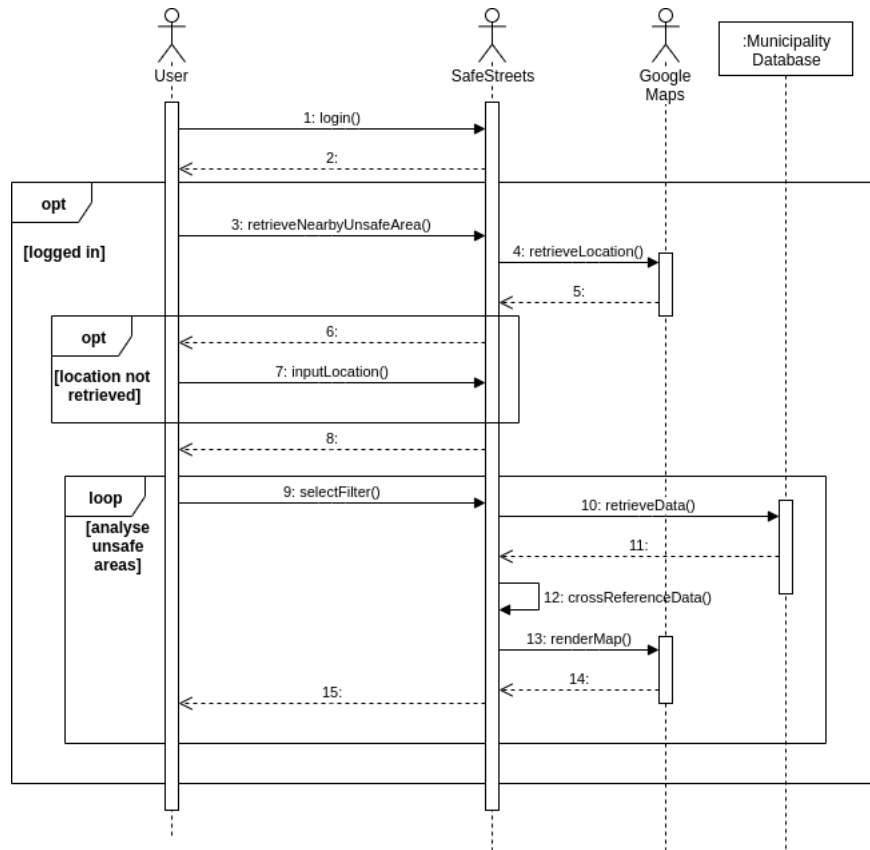 User
SafeStreets
Google
Maps
:Municipality
Database
1: login()
2:
opt
[logged in]
3: retrieveNearbyUnsafeArea()
4: retrieveLocation()
5:
opt
[location not
retrieved]
6:
7: inputLocation()
8:
loop
[analyse
unsafe
areas]
9: selectFilter()
10: retrieveData()
11:
12: crossReferenceData()
13: renderMap()
14:
15: